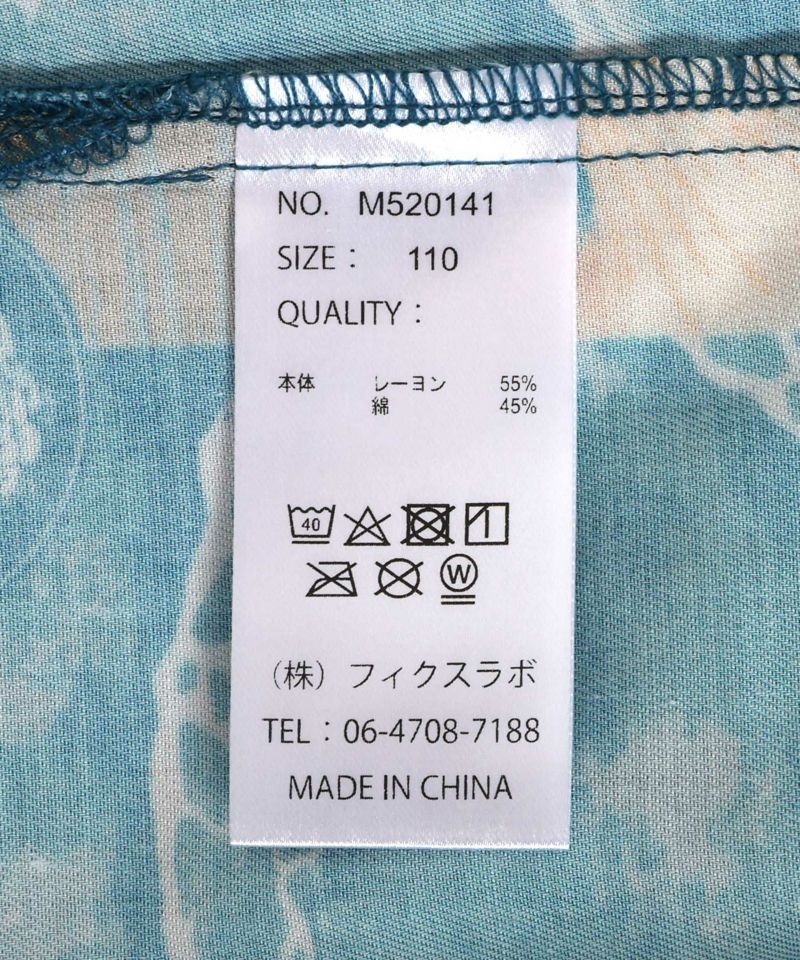 NO. M520141
SIZE： 110
QUALITY：
本体 レーヨン 55%
綿 45%
40
W
（株）フィクスラボ
TEL：06-4708-7188
MADE IN CHINA